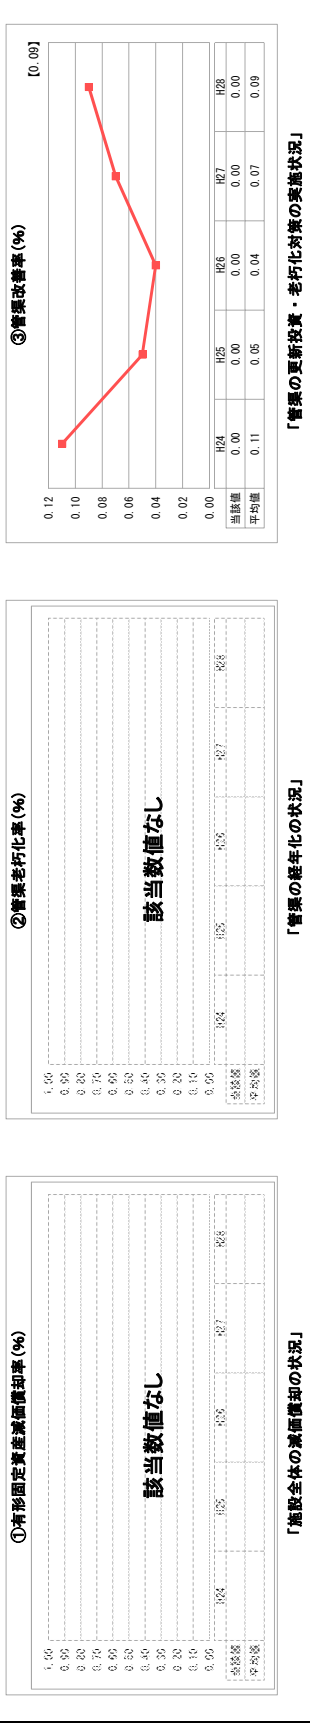 ①有形固定資産減価償却率(%)
1.00
0.90
0.80
0.70
0.60
0.50
0.40
0.30
0.20
0.10
0.00
該当数値なし
H24 H25 H26 H27 H28
当該値
平均値
「施設全体の減価償却の状況」
②管渠老朽化率(%)
1.00
0.90
0.80
0.70
0.60
0.50
0.40
0.30
0.20
0.10
0.00
該当数値なし
H24 H25 H26 H27 H28
当該値
平均値
「管渠の経年化の状況」
③管渠改善率(%)
【0.09】
0.12
0.10
0.08
0.06
0.04
0.02
0.00
H24 H25 H26 H27 H28
当該値 0.00 0.00 0.00 0.00 0.00
平均値 0.11 0.05 0.04 0.07 0.09
「管渠の更新投資・老朽化対策の実施状況」